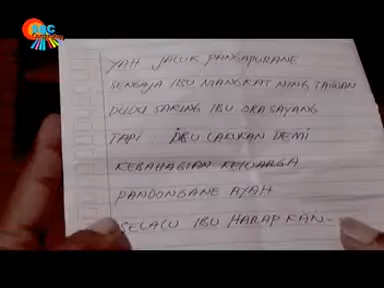 YAH JALUK PANGAPURANE
SENGAJA IBU MANGKAT NING TAIWAN
DUDU SAKING IBU ORA SAYANG
TAPI IBU LAKUKAN DEMI
KEBAHAGIAN KELUARGA
PANDONGANE AYAH
SELALU IBU HARAP KAN-